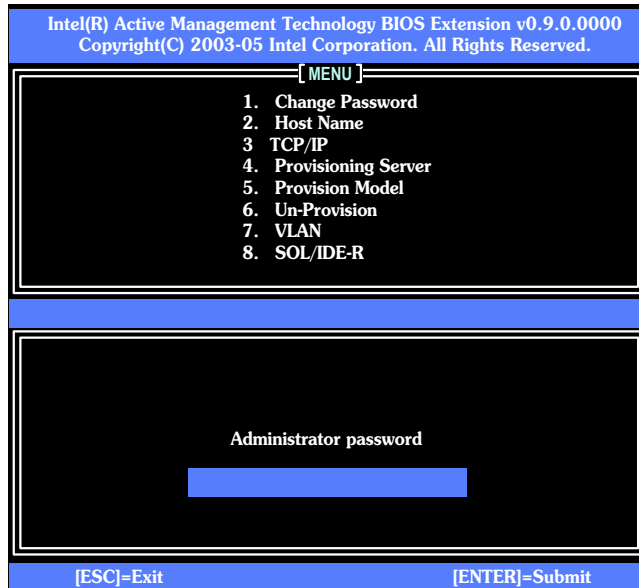 Intel(R) Active Management Technology BIOS Extension v0.9.0.0000
Copyright(C) 2003-05 Intel Corporation. All Rights Reserved.
[ MENU ]
1. Change Password
2. Host Name
3 TCP/IP
4. Provisioning Server
5. Provision Model
6. Un-Provision
7. VLAN
8. SOL/IDE-R
Administrator password
[ESC]=Exit [ENTER]=Submit